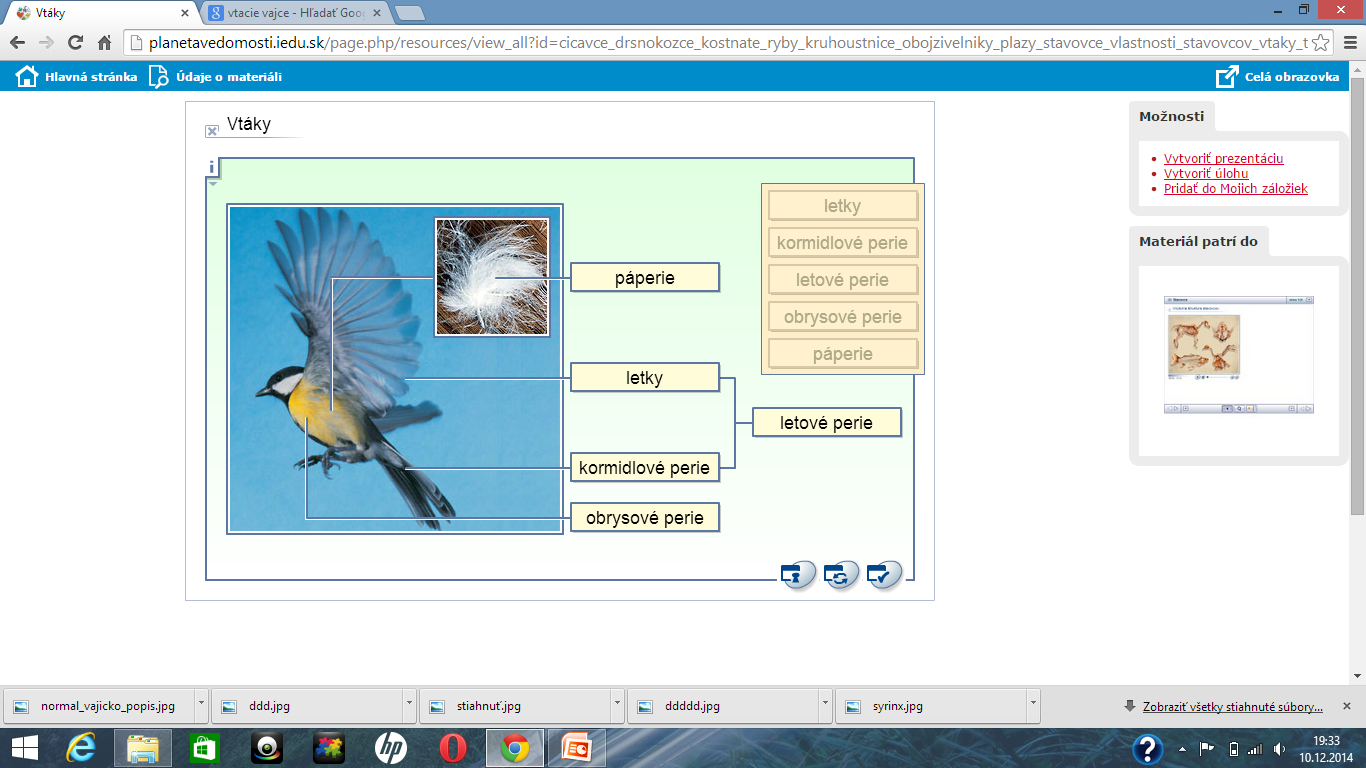 Vtáky
vtacie vajce - Hľadať Goo
planetavedomosti.iedu.sk/page.php/resources/view_all?id=cicavce_drsnokozce_kostnate_ryby_kruhoustnice_obojzivelniky_plazy_stavovce_vlastnosti_stavovcov_vtaky_t
Hlavná stránka
Údaje o materiáli
Celá obrazovka
Vtáky
i
páperie
letky
kormidlové perie
obrysové perie
letové perie
letky
kormidlové perie
letové perie
obrysové perie
páperie
Možnosti
Vytvoriť prezentáciu
Vytvoriť úlohu
Pridať do Mojich záložiek
Materiál patrí do
normal_vajicko_popis.jpg
ddd.jpg
stiahnuť.jpg
ddddd.jpg
syrinx.jpg
Zobraziť všetky stiahnuté súbory...
19:33
10.12.2014